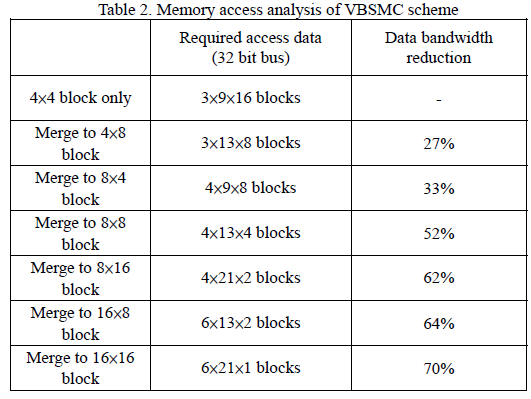 Table 2. Memory access analysis of VBSMC scheme
Required access data
(32 bit bus)
Data bandwidth
reduction
4×4 block only
3×9×16 blocks
-
Merge to 4×8
block
3×13×8 blocks
27%
Merge to 8×4
block
4×9×8 blocks
33%
Merge to 8×8
block
4×13×4 blocks
52%
Merge to 8×16
block
4×21×2 blocks
62%
Merge to 16×8
block
6×13×2 blocks
64%
Merge to 16×16
block
6×21×1 blocks
70%